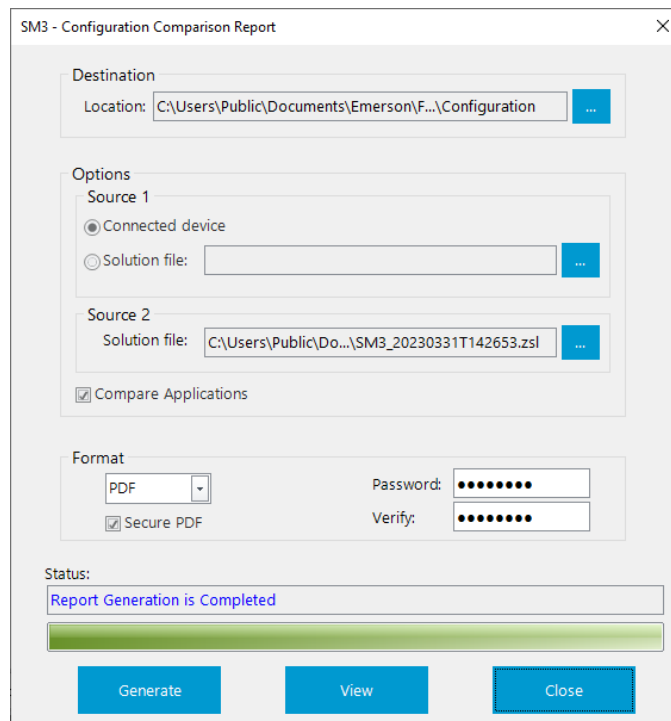 SM3 - Configuration Comparison Report
Destination
Location: C:\Users\Public\Documents\Emerson\F...\Configuration ...
Options
Source 1
Connected device
Solution file: ...
Source 2
Solution file: C:\Users\Public\Do...\SM3_20230331T142653.zsl ...
Compare Applications
Format
PDF Password: ●●●●●●●●
Secure PDF Verify: ●●●●●●●●
Status:
Report Generation is Completed
Generate View Close